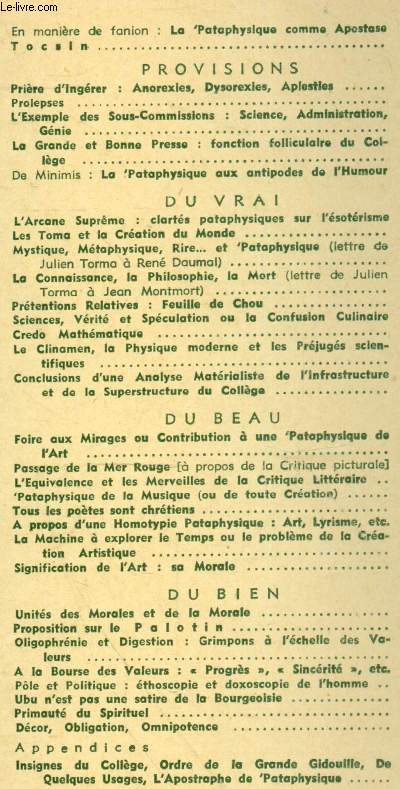 © Le-Livre.com
En manière de fanion : La 'Pataphysique comme Apostase
Tocsin ..........
PROVISIONS
Prière d'Ingérer : Anorexies, Dysorexies, Aplesties ......
Prolepses ..........
L'Exemple des Sous-Commissions : Science, Administration,
Génie ..........
La Grande et Bonne Presse : fonction folliculaire du Col-
lège ..........
De Minimis : La 'Pataphysique aux antipodes de l'Humour
DU VRAI
L'Arcane Suprême : clartés pataphysiques sur l'ésotérisme
Les Toma et la Création du Monde ..........
Mystique, Métaphysique, Rire... et 'Pataphysique (lettre de
Julien Torma à René Daumal) ..........
La Connaissance, la Philosophie, la Mort (lettre de Julien
Torma à Jean Montmort) ..........
Prétentions Relatives : Feuille de Chou ..........
Sciences, Vérité et Spéculation ou la Confusion Culinaire
Credo Mathématique ..........
Le Clinamen, la Physique moderne et les Préjugés scien-
tifiques ..........
Conclusions d'une Analyse Matérialiste de l'Infrastructure
et de la Superstructure du Collège ..........
DU BEAU
Foire aux Mirages ou Contribution à une 'Pataphysique de
l'Art ..........
Passage de la Mer Rouge [à propos de la Critique picturale]
L'Equivalence et les Merveilles de la Critique Littéraire ..
'Pataphysique de la Musique (ou de toute Création) ......
Tous les poètes sont chrétiens ..........
A propos d'une Homotypie Pataphysique : Art, Lyrisme, etc.
La Machine à explorer le Temps ou le problème de la Créa-
tion Artistique ..........
Signification de l'Art : sa Morale ..........
DU BIEN
Unités des Morales et de la Morale ..........
Proposition sur le Palotin ..........
Oligophrénie et Digestion : Grimpons à l'échelle des Va-
leurs ..........
A la Bourse des Valeurs : « Progrès », « Sincérité », etc.
Pôle et Politique : éthoscopie et doxoscopie de l'homme ..
Ubu n'est pas une satire de la Bourgeoisie ..........
Primauté du Spirituel ..........
Décor, Obligation, Omnipotence ..........
Appendices
Insignes du Collège, Ordre de la Grande Gidouille, De
Quelques Usages, L'Apostrophe de 'Pataphysique ......